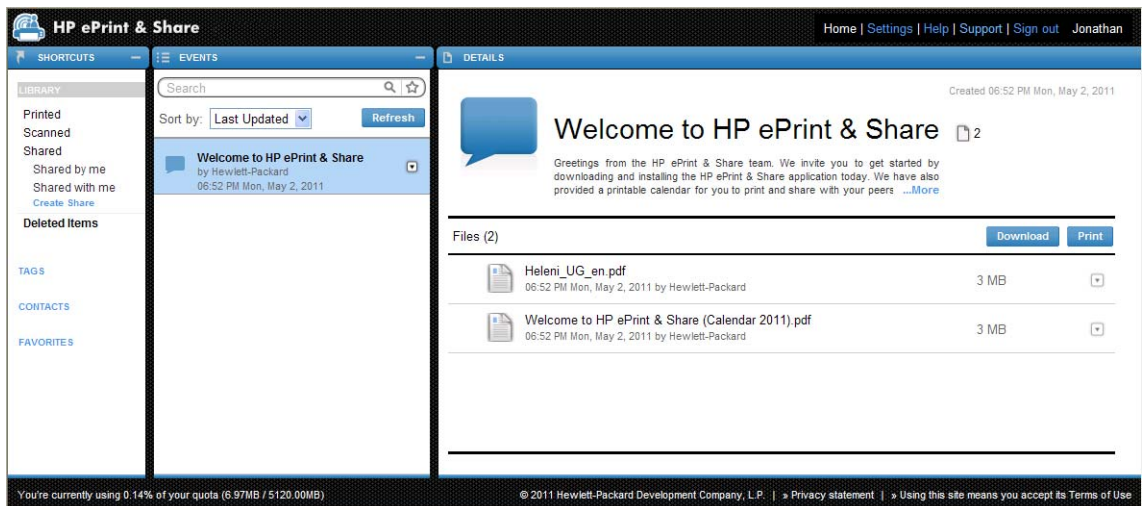 HP ePrint & Share
Home | Settings | Help | Support | Sign out Jonathan
SHORTCUTS
LIBRARY
Printed
Scanned
Shared
Shared by me
Shared with me
Create Share
Deleted Items
TAGS
CONTACTS
FAVORITES
EVENTS
Search
Sort by: Last Updated Refresh
Welcome to HP ePrint & Share
by Hewlett-Packard
06:52 PM Mon, May 2, 2011
DETAILS
Created 06:52 PM Mon, May 2, 2011
Welcome to HP ePrint & Share 2
Greetings from the HP ePrint & Share team. We invite you to get started by
downloading and installing the HP ePrint & Share application today. We have also
provided a printable calendar for you to print and share with your peers ...More
Files (2) Download Print
Heleni_UG_en.pdf 3 MB
06:52 PM Mon, May 2, 2011 by Hewlett-Packard
Welcome to HP ePrint & Share (Calendar 2011).pdf 3 MB
06:52 PM Mon, May 2, 2011 by Hewlett-Packard
You're currently using 0.14% of your quota (6.97MB / 5120.00MB)
© 2011 Hewlett-Packard Development Company, L.P. | » Privacy statement | » Using this site means you accept its Terms of Use